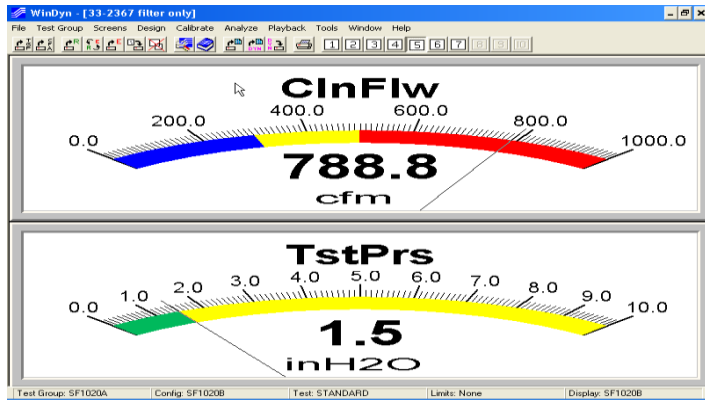 WinDyn - [33-2367 filter only]
File Test Group Screens Design Calibrate Analyze Playback Tools Window Help
1 2 3 4 5 6 7 8 9 10
ClnFlw
0.0 200.0 400.0 600.0 800.0 1000.0
788.8
cfm
TstPrs
0.0 1.0 2.0 3.0 4.0 5.0 6.0 7.0 8.0 9.0 10.0
1.5
inH2O
Test Group: SF1020A Config: SF1020B Test: STANDARD Limits: None Display: SF1020B